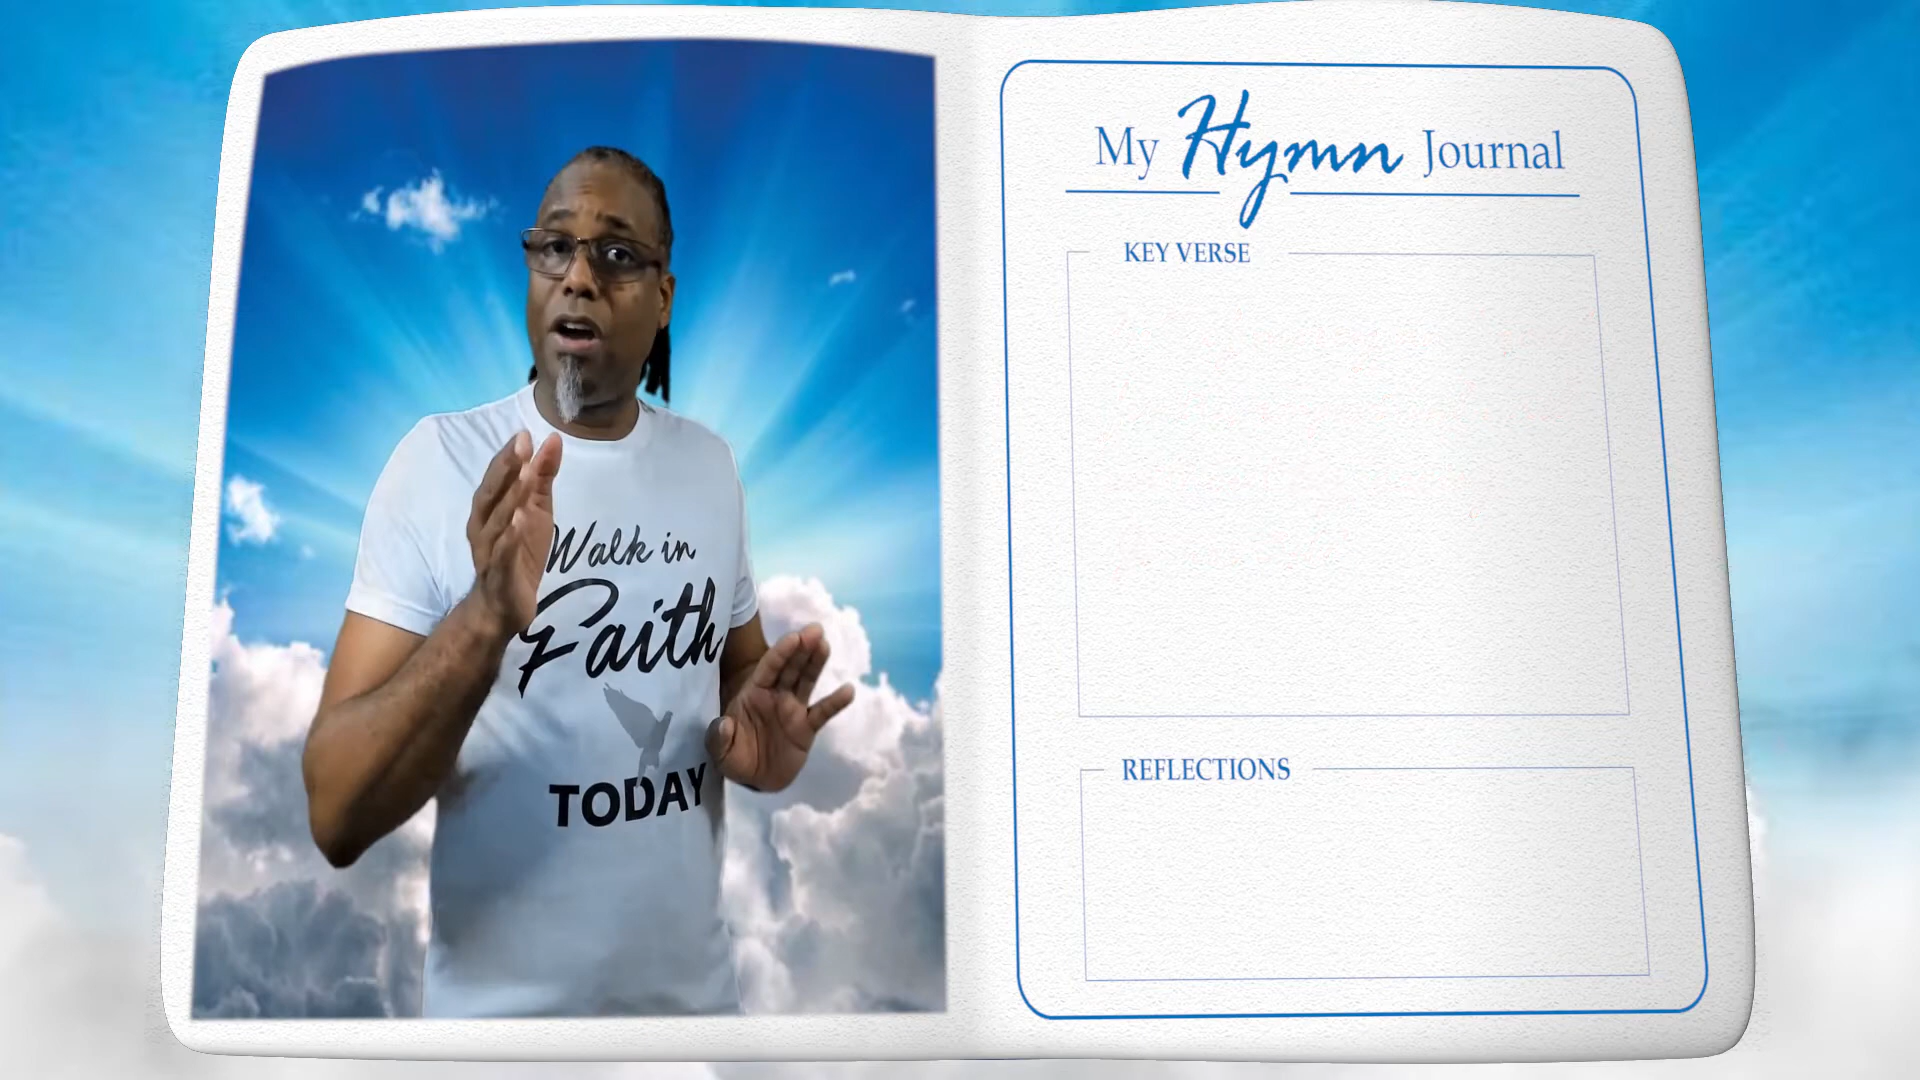 Walk in
Faith
TODAY
My Hymn Journal
KEY VERSE
REFLECTIONS